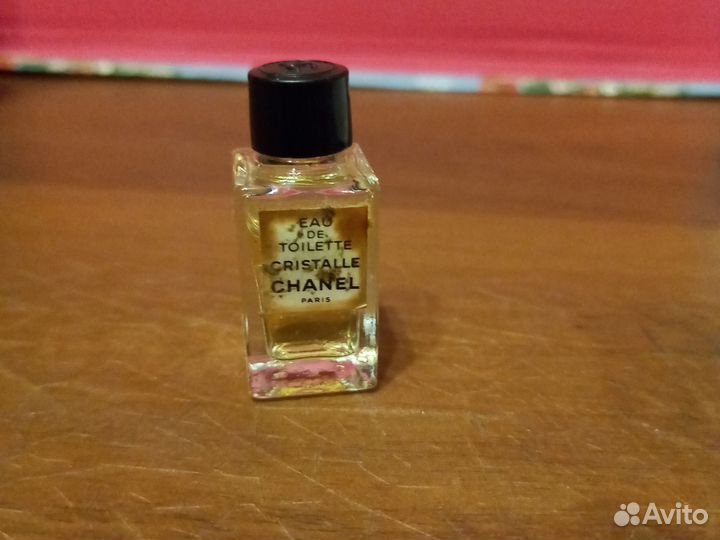 EAU
DE
TOILETTE
CRISTALLE
CHANEL
PARIS
Avito